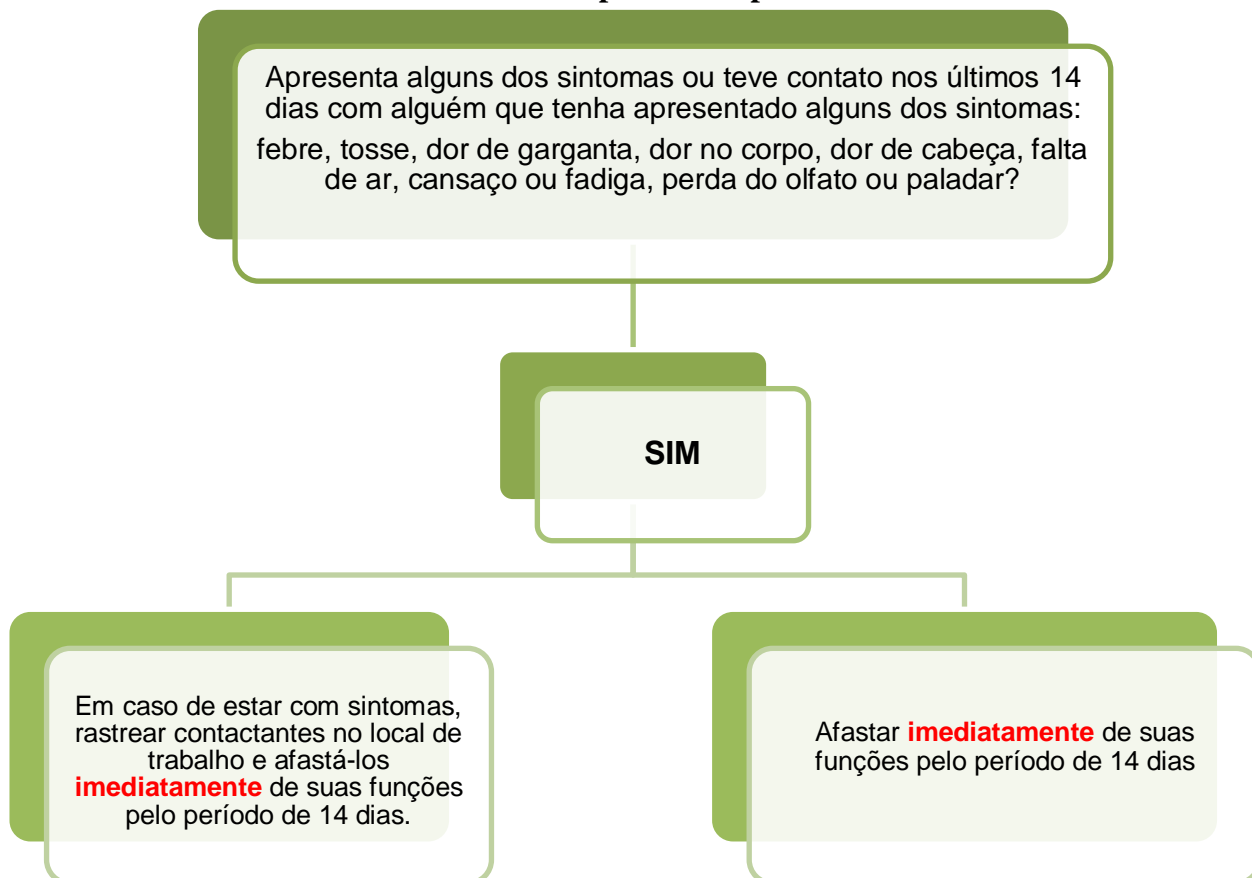 Apresenta alguns dos sintomas ou teve contato nos últimos 14
dias com alguém que tenha apresentado alguns dos sintomas:
febre, tosse, dor de garganta, dor no corpo, dor de cabeça, falta
de ar, cansaço ou fadiga, perda do olfato ou paladar?
SIM
Em caso de estar com sintomas,
rastrear contactantes no local de
trabalho e afastá-los
imediatamente de suas funções
pelo período de 14 dias.
Afastar imediatamente de suas
funções pelo período de 14 dias